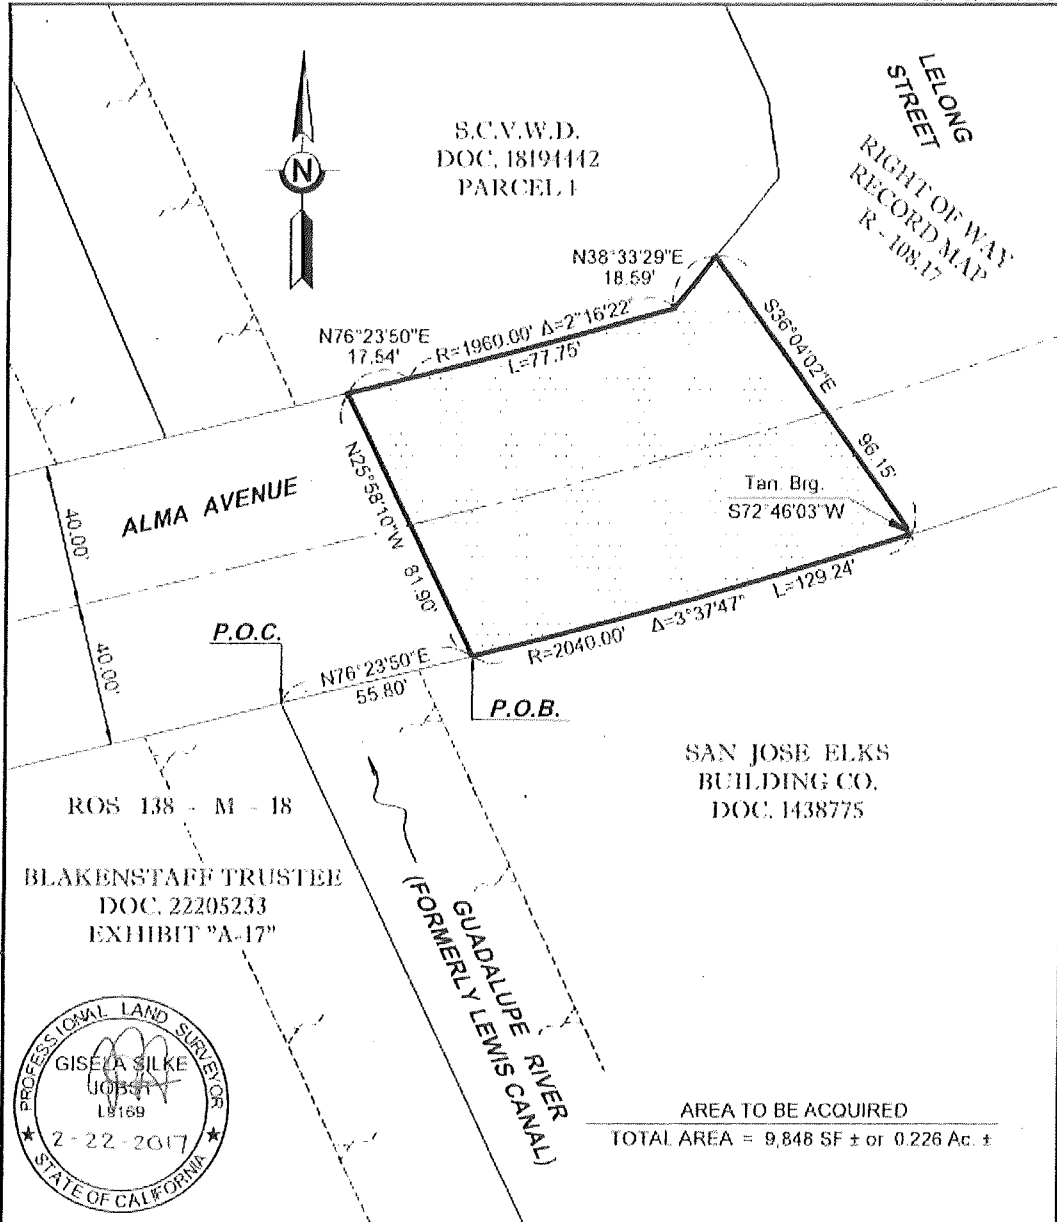 LELONG
STREET
S.C.V.W.D.
DOC. 18194442
PARCEL 1
RIGHT OF WAY
RECORD MAP
R - 108.17
N
N38°33'29"E
18.59'
N76°23'50"E
17.54'
R=1960.00' Δ=2°16'22"
L=77.75'
S36°04'02"E
96.15'
N25°58'10"W
81.90'
ALMA AVENUE
40.00'
40.00'
Tan. Brg.
S72°46'03"W
P.O.C.
N76°23'50"E
55.80'
R=2040.00' Δ=3°37'47" L=129.24'
P.O.B.
SAN JOSE ELKS
BUILDING CO.
DOC. 1438775
ROS 138 - M - 18
BLAKENSTAFF TRUSTEE
DOC. 22205233
EXHIBIT "A-17"
GUADALUPE RIVER
(FORMERLY LEWIS CANAL)
PROFESSIONAL LAND SURVEYOR
GISELA SILKE
JOBST
L8169
2-22-2017
STATE OF CALIFORNIA
AREA TO BE ACQUIRED
TOTAL AREA = 9,848 SF ± or 0.226 Ac. ±